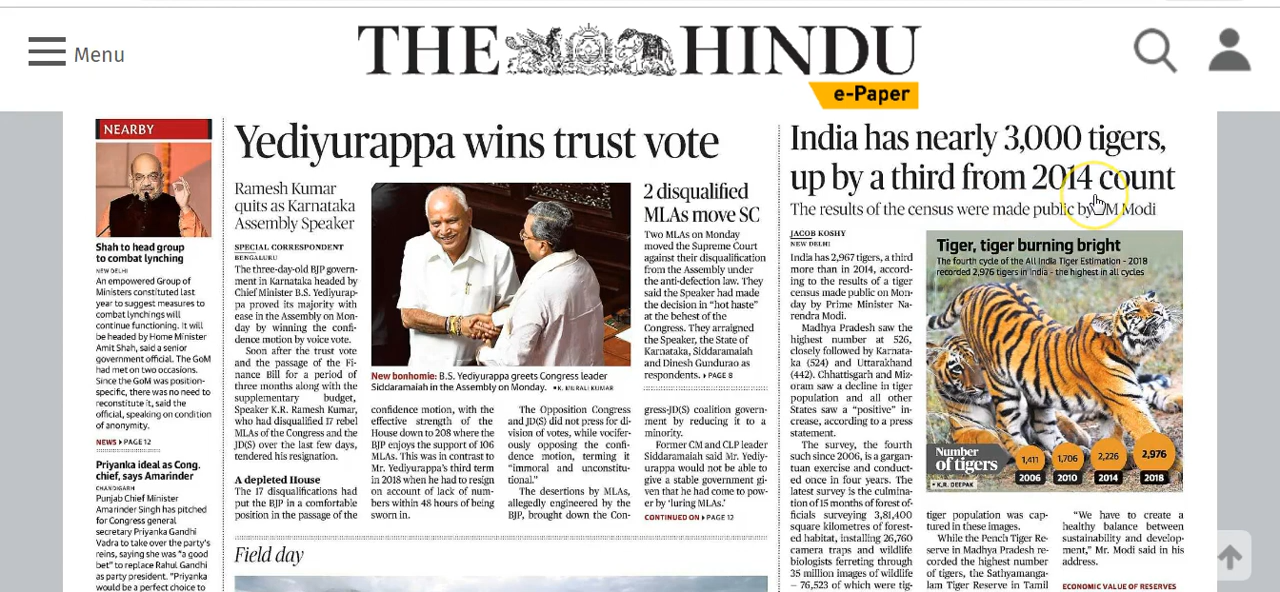 Menu
THE HINDU
e-Paper
NEARBY
Shah to head group
to combat lynching
NEW DELHI
An empowered Group of
Ministers constituted last
year to suggest measures to
combat lynchings will
continue functioning. It will
be headed by Home Minister
Amit Shah, said a senior
government official. The GoM
had met on two occasions.
Since the GoM was position-
specific, there was no need to
reconstitute it, said the
official, speaking on condition
of anonymity.
NEWS PAGE 12
Priyanka ideal as Cong.
chief, says Amarinder
CHANDIGARH
Punjab Chief Minister
Amarinder Singh has pitched
for Congress general
secretary Priyanka Gandhi
Vadra to take over the party's
reins, saying she was "a good
bet" to replace Rahul Gandhi
as party president. "Priyanka
would be a perfect choice to
Yediyurappa wins trust vote
Ramesh Kumar
quits as Karnataka
Assembly Speaker
SPECIAL CORRESPONDENT
BENGALURU
The three-day-old BJP govern-
ment in Karnataka headed by
Chief Minister B.S. Yediyurap-
pa proved its majority with
ease in the Assembly on Mon-
day by winning the confi-
dence motion by voice vote.
Soon after the trust vote
and the passage of the Fi-
nance Bill for a period of
three months along with the
supplementary budget,
Speaker K.R. Ramesh Kumar,
who had disqualified 17 rebel
MLAs of the Congress and the
JD(S) over the last few days,
tendered his resignation.
A depleted House
The 17 disqualifications had
put the BJP in a comfortable
position in the passage of the
New bonhomie: B.S. Yediyurappa greets Congress leader
Siddaramaiah in the Assembly on Monday. K. MURALI KUMAR
confidence motion, with the
effective strength of the
House down to 208 where the
BJP enjoys the support of 106
MLAs. This was in contrast to
Mr. Yediyurappa's third term
in 2018 when he had to resign
on account of lack of num-
bers within 48 hours of being
sworn in.
The Opposition Congress
and JD(S) did not press for di-
vision of votes, while vocifer-
ously opposing the confi-
dence motion, terming it
"immoral and unconstitu-
tional."
The desertions by MLAs,
allegedly engineered by the
BJP, brought down the Con-
2 disqualified
MLAs move SC
Two MLAs on Monday
moved the Supreme Court
against their disqualification
from the Assembly under
the anti-defection law. They
said the Speaker had made
the decision in "hot haste"
at the behest of the
Congress. They arraigned
the Speaker, the State of
Karnataka, Siddaramaiah
and Dinesh Gundurao as
respondents. PAGE 8
gress-JD(S) coalition govern-
ment by reducing it to a
minority.
Former CM and CLP leader
Siddaramaiah said Mr. Yediy-
urappa would not be able to
give a stable government gi-
ven that he had come to pow-
er by 'luring MLAs.'
CONTINUED ON PAGE 12
Field day
India has nearly 3,000 tigers,
up by a third from 2014 count
The results of the census were made public by M Modi
JACOB KOSHY
NEW DELHI
India has 2,967 tigers, a third
more than in 2014, accord-
ing to the results of a tiger
census made public on Mon-
day by Prime Minister Na-
rendra Modi.
Madhya Pradesh saw the
highest number at 526,
closely followed by Karnata-
ka (524) and Uttarakhand
(442). Chhattisgarh and Miz-
oram saw a decline in tiger
population and all other
States saw a "positive" in-
crease, according to a press
statement.
The survey, the fourth
such since 2006, is a gargan-
tuan exercise and conduct-
ed once in four years. The
latest survey is the culmina-
tion of 15 months of forest of-
ficials surveying 3,81,400
square kilometres of forest-
ed habitat, installing 26,760
camera traps and wildlife
biologists ferreting through
35 million images of wildlife
– 76,523 of which were tig-
Tiger, tiger burning bright
The fourth cycle of the All India Tiger Estimation - 2018
recorded 2,976 tigers in India - the highest in all cycles
Number
of tigers
1,411 1,706 2,226 2,976
2006 2010 2014 2018
K.R. DEEPAK
tiger population was cap-
tured in these images.
While the Pench Tiger Re-
serve in Madhya Pradesh re-
corded the highest number
of tigers, the Sathyamanga-
lam Tiger Reserve in Tamil
"We have to create a
healthy balance between
sustainability and develop-
ment," Mr. Modi said in his
address.
ECONOMIC VALUE OF RESERVES